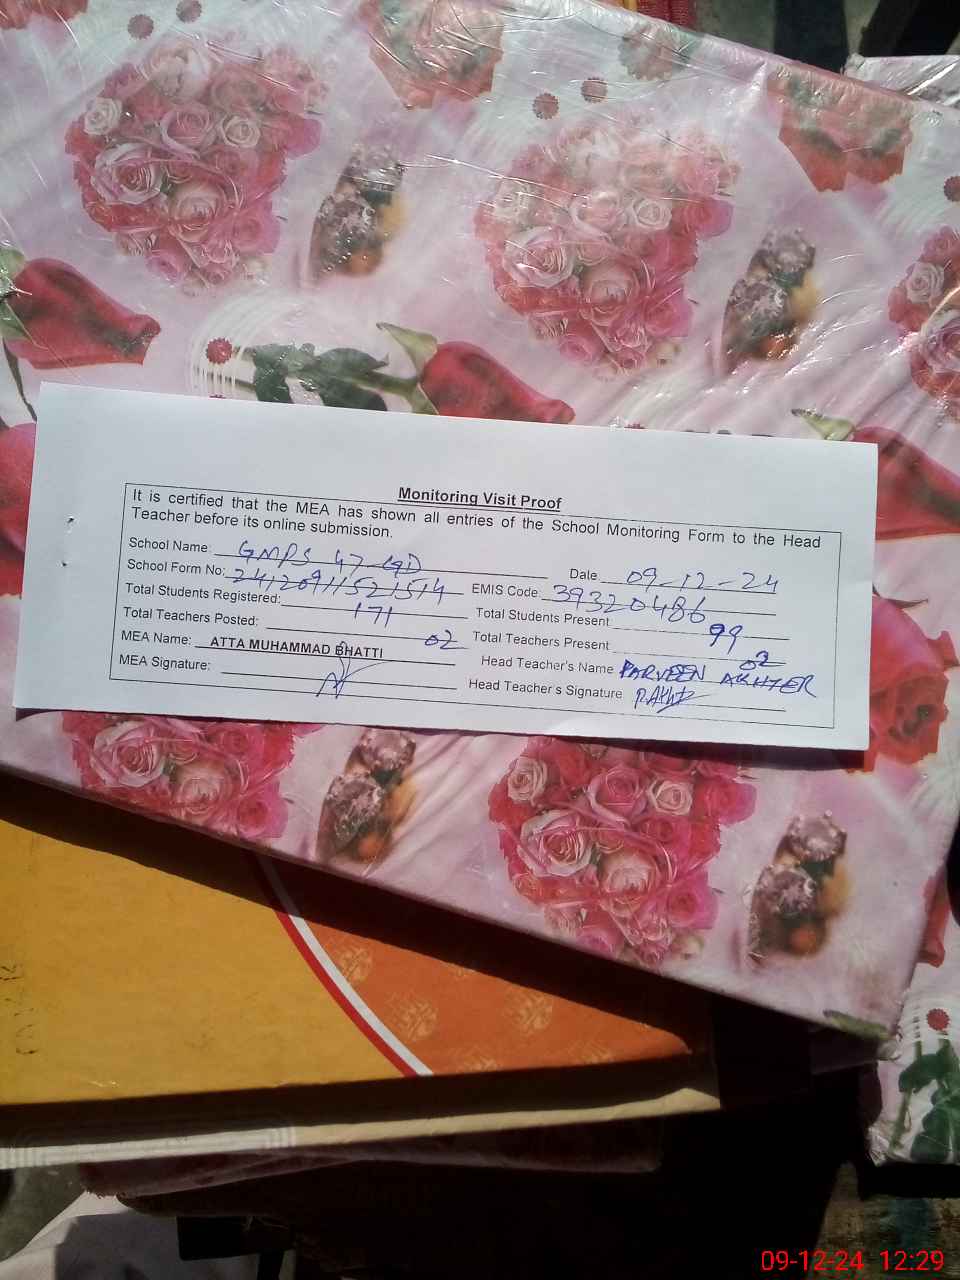 Monitoring Visit Proof
It is certified that the MEA has shown all entries of the School Monitoring Form to the Head
Teacher before its online submission.
School Name: GMPS 47 GD Date 09-12-24
School Form No: 24120911521514 EMIS Code 39320486
Total Students Registered: 171 Total Students Present 99
Total Teachers Posted: 02 Total Teachers Present 02
MEA Name: ATTA MUHAMMAD BHATTI Head Teacher's Name PARVEEN AKHTER
MEA Signature: Head Teacher's Signature
09-12-24 12:29